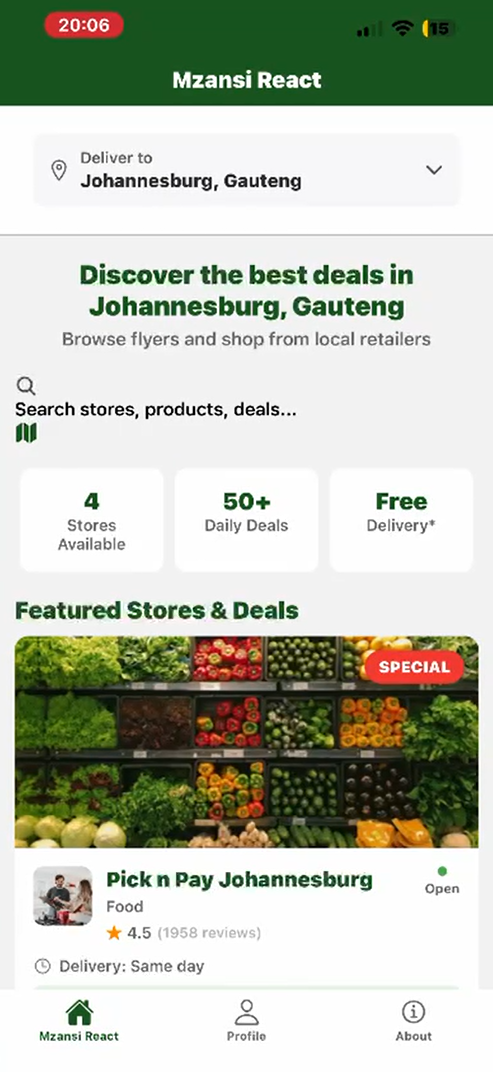 20:06
15
Mzansi React
Deliver to
Johannesburg, Gauteng
Discover the best deals in
Johannesburg, Gauteng
Browse flyers and shop from local retailers
Search stores, products, deals...
4
Stores
Available
50+
Daily Deals
Free
Delivery*
Featured Stores & Deals
SPECIAL
Pick n Pay Johannesburg
Open
Food
4.5 (1958 reviews)
Delivery: Same day
Mzansi React
Profile
About